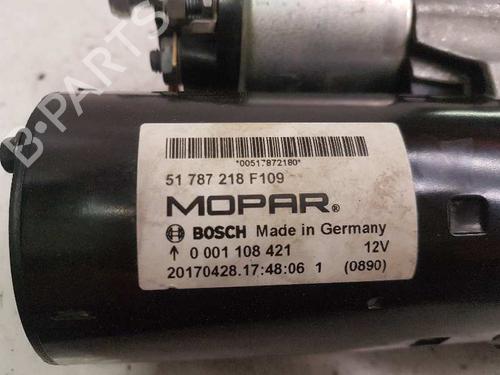 B-PARTS
*00517872180*
51 787 218 F109
MOPAR®
BOSCH Made in Germany
↑ 0 001 108 421 12V
20170428.17:48:06 1 (0890)